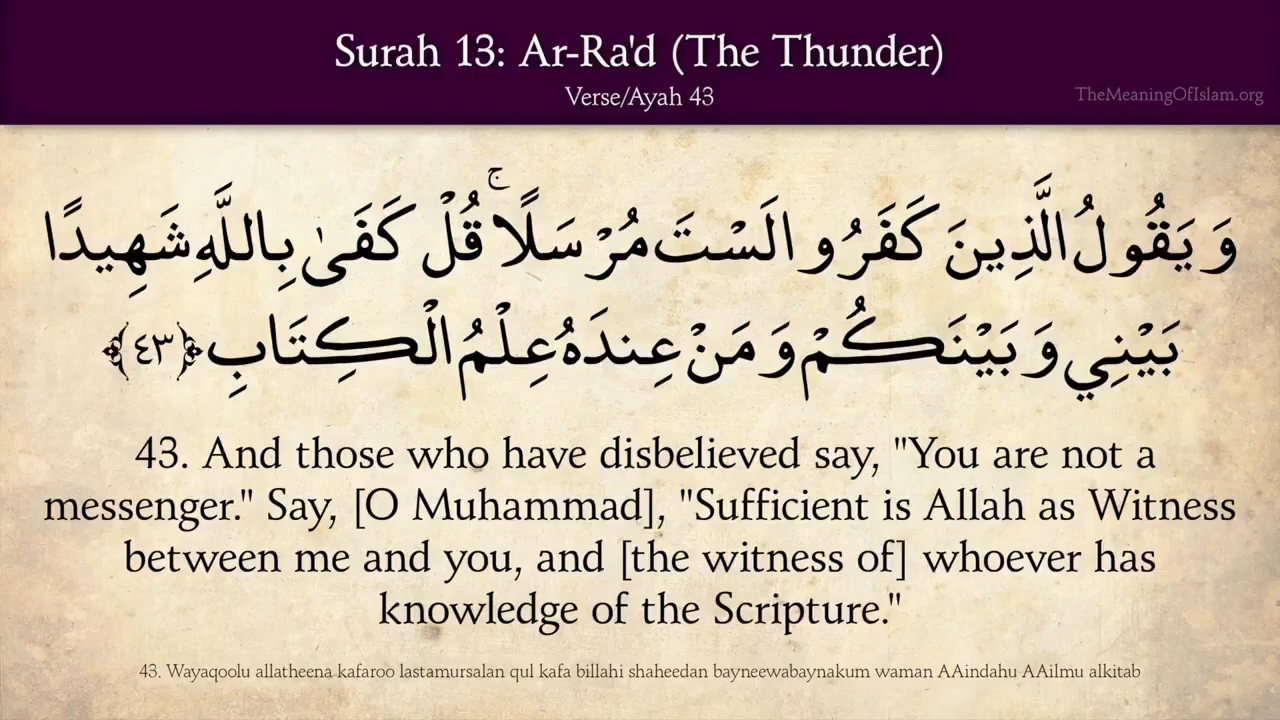 Surah 13: Ar-Ra'd (The Thunder)
Verse/Ayah 43
TheMeaningOfIslam.org
وَيَقُولُ الَّذِينَ كَفَرُوا لَسْتَ مُرْسَلًا ۚ قُلْ كَفَىٰ بِاللَّهِ شَهِيدًا
بَيْنِي وَبَيْنَكُمْ وَمَنْ عِندَهُ عِلْمُ الْكِتَابِ ﴿٤٣﴾
43. And those who have disbelieved say, "You are not a
messenger." Say, [O Muhammad], "Sufficient is Allah as Witness
between me and you, and [the witness of] whoever has
knowledge of the Scripture."
43. Wayaqoolu allatheena kafaroo lastamursalan qul kafa billahi shaheedan bayneewabaynakum waman AAindahu AAilmu alkitab